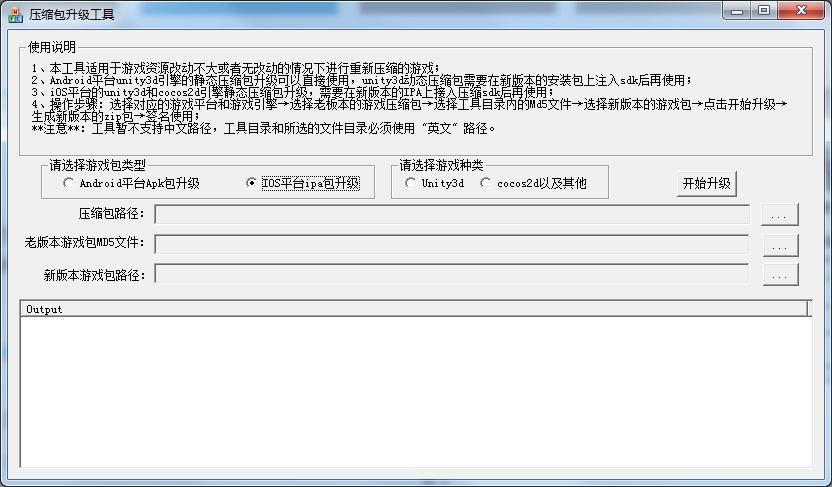 压缩包升级工具
使用说明
1、本工具适用于游戏资源改动不大或者无改动的情况下进行重新压缩的游戏；
2、Android平台unity3d引擎的静态压缩包升级可以直接使用，unity3d动态压缩包需要在新版本的安装包上注入sdk后再使用；
3、iOS平台的unity3d和cocos2d引擎静态压缩包升级，需要在新版本的IPA上接入压缩sdk后再使用；
4、操作步骤：选择对应的游戏平台和游戏引擎→选择老板本的游戏压缩包→选择工具目录内的Md5文件→选择新版本的游戏包→点击开始升级→
生成新版本的zip包→签名使用；
**注意**：工具暂不支持中文路径，工具目录和所选的文件目录必须使用“英文“路径。
请选择游戏包类型
Android平台Apk包升级
IOS平台ipa包升级
请选择游戏种类
Unity3d
cocos2d以及其他
开始升级
压缩包路径：
...
老版本游戏包MD5文件：
...
新版本游戏包路径：
...
Output